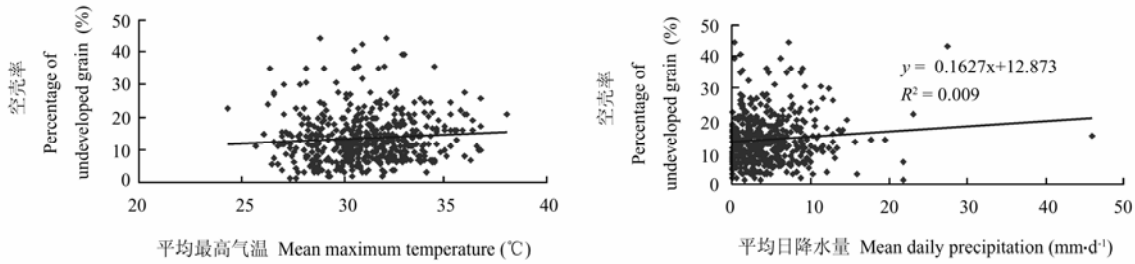 空壳率
Percentage of
undeveloped grain (%)
50
40
30
20
10
0
20
25
30
35
40
平均最高气温 Mean maximum temperature (℃)
空壳率
Percentage of
undeveloped grain (%)
50
40
30
20
10
0
y = 0.1627x+12.873
R² = 0.009
0
10
20
30
40
50
平均日降水量 Mean daily precipitation (mm·d⁻¹)